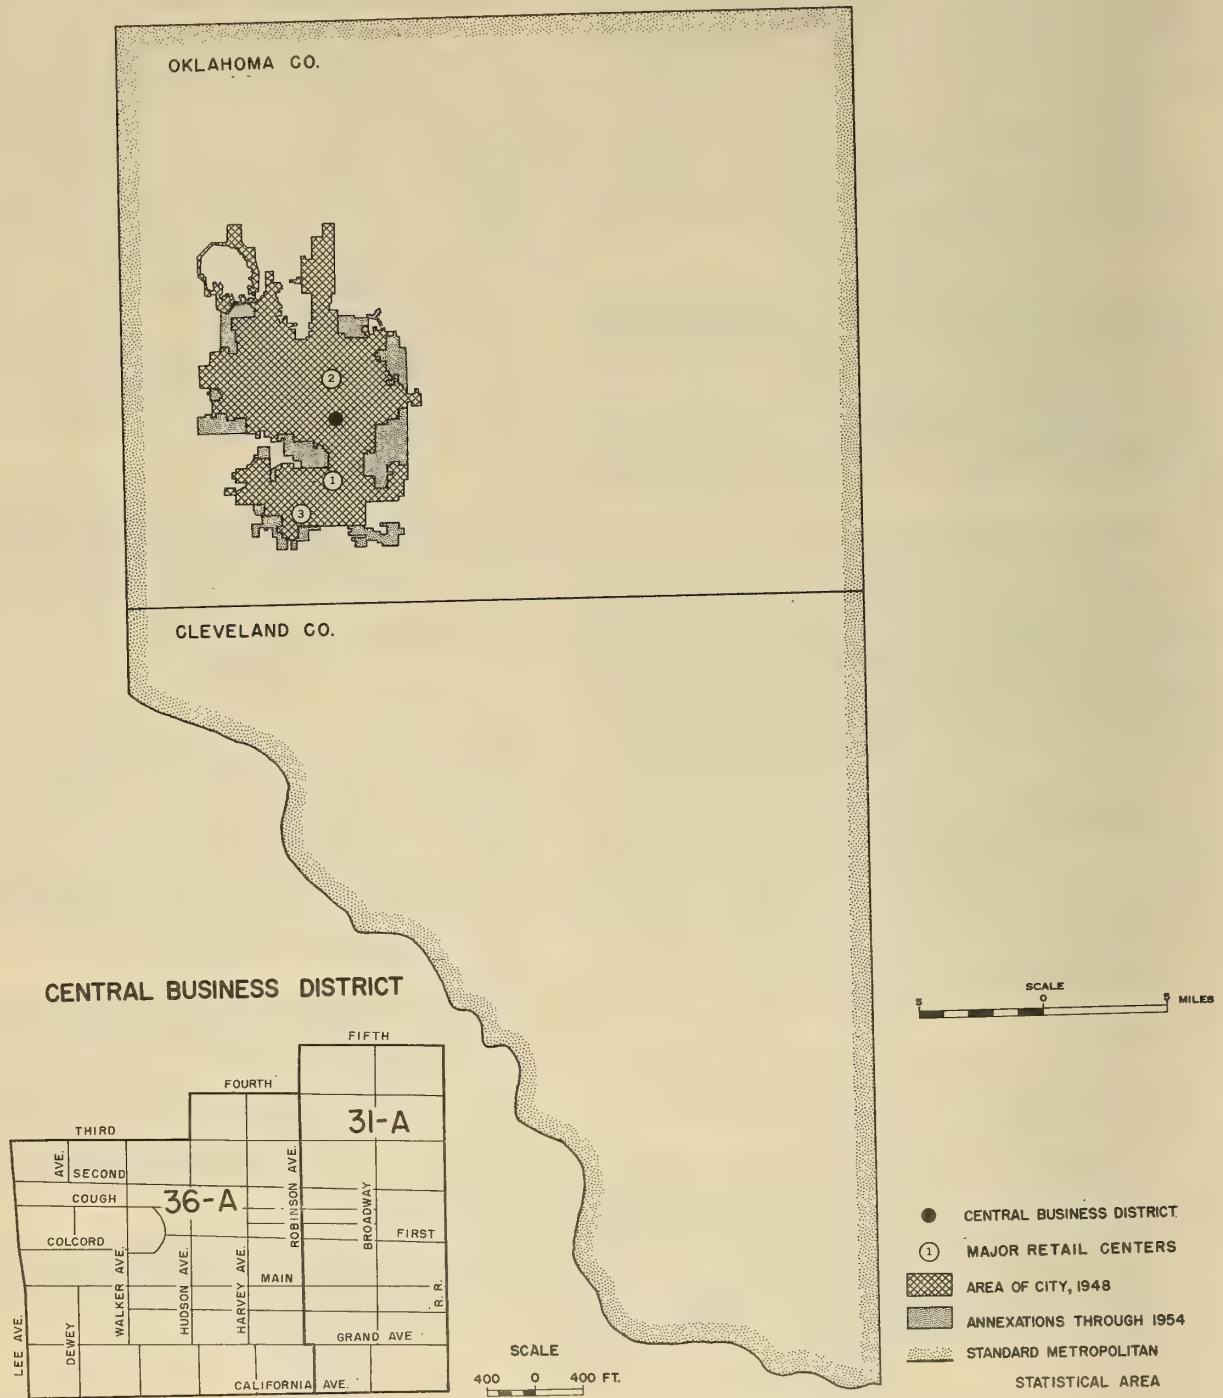 OKLAHOMA CO.
2
1
3
CLEVELAND CO.
CENTRAL BUSINESS DISTRICT
FIFTH
FOURTH
31-A
THIRD
AVE.
SECOND
COUGH
36-A
ROBINSON AVE.
BROADWAY
FIRST
COLCORD
WALKER AVE.
HUDSON AVE.
HARVEY AVE.
MAIN
R. R.
LEE AVE.
DEWEY
GRAND AVE
CALIFORNIA AVE.
SCALE
400 0 400 FT.
SCALE
5 0 5 MILES
CENTRAL BUSINESS DISTRICT
1 MAJOR RETAIL CENTERS
AREA OF CITY, 1948
ANNEXATIONS THROUGH 1954
STANDARD METROPOLITAN
STATISTICAL AREA